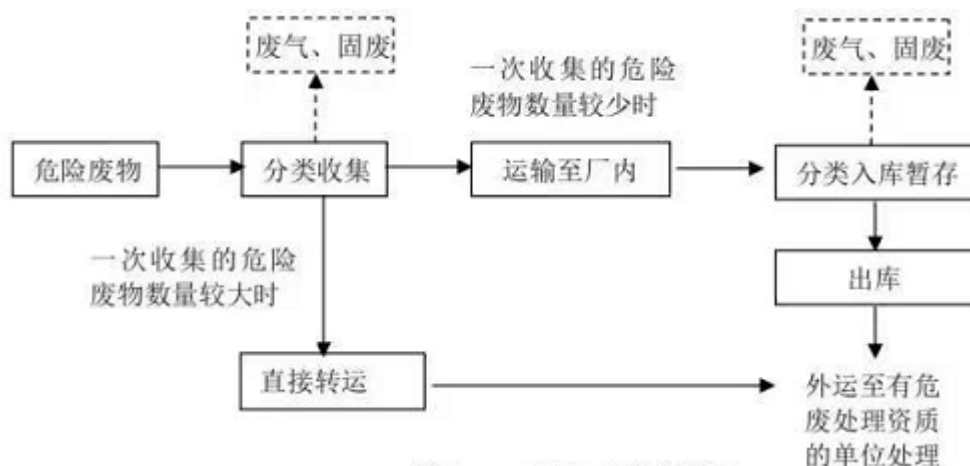 废气、固废
废气、固废
一次收集的危险
废物数量较少时
危险废物
分类收集
运输至厂内
分类入库暂存
一次收集的危险
废物数量较大时
出库
直接转运
外运至有危
废处理资质
的单位处理